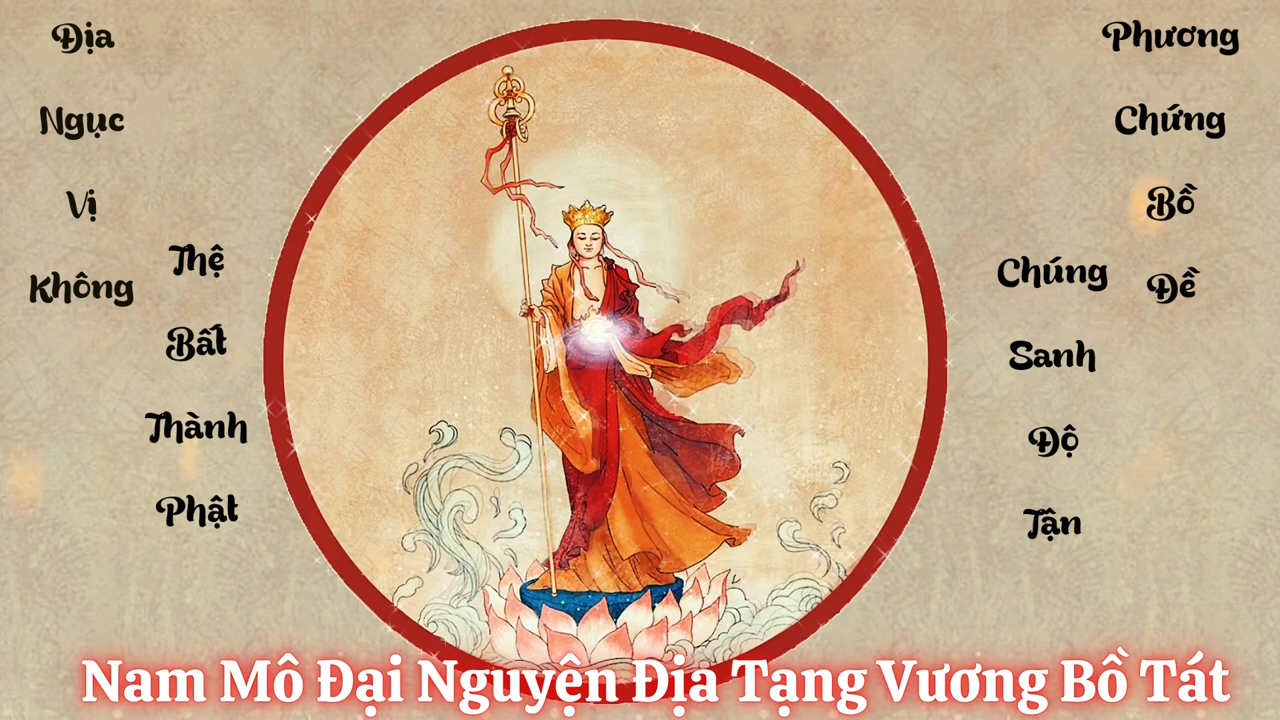 Địa
Ngục
Vị
Không
Thệ
Bất
Thành
Phật
Chúng
Sanh
Độ
Tận
Phương
Chứng
Bồ
Đề
Nam Mô Đại Nguyện Địa Tạng Vương Bồ Tát